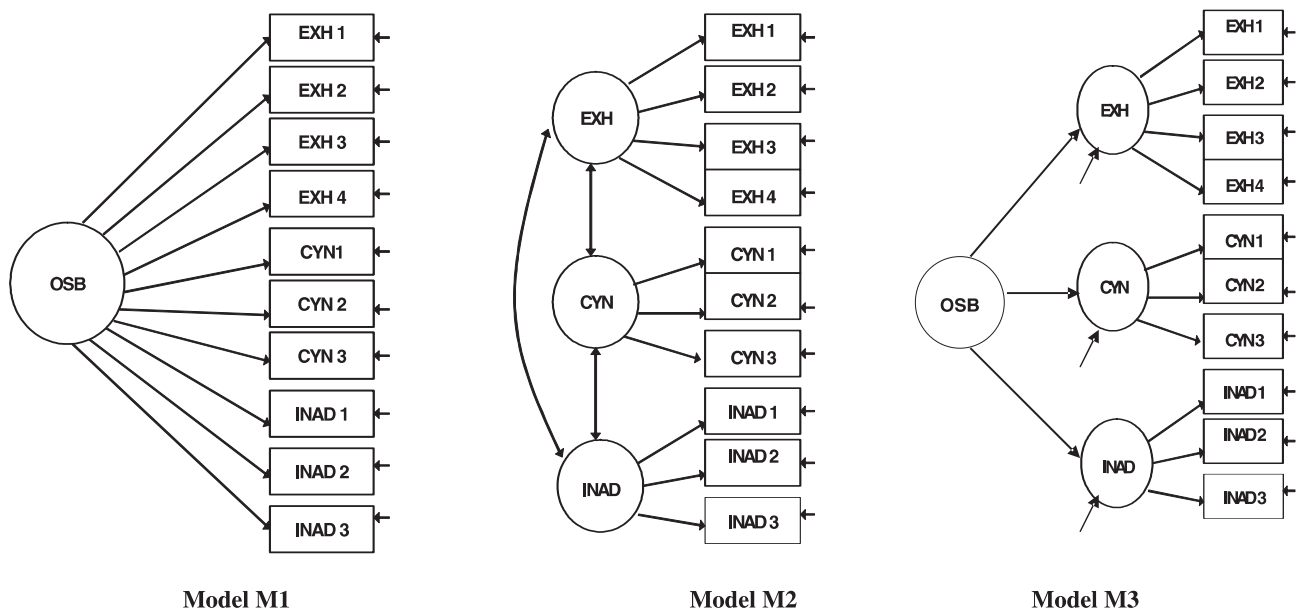 EXH 1
EXH 2
EXH 3
EXH 4
CYN1
CYN 2
CYN 3
INAD 1
INAD 2
INAD 3
OSB
Model M1
EXH 1
EXH 2
EXH 3
EXH 4
CYN 1
CYN 2
CYN 3
INAD 1
INAD 2
INAD 3
EXH
CYN
INAD
Model M2
EXH1
EXH2
EXH3
EXH4
CYN1
CYN2
CYN3
INAD1
INAD2
INAD3
EXH
CYN
INAD
OSB
Model M3